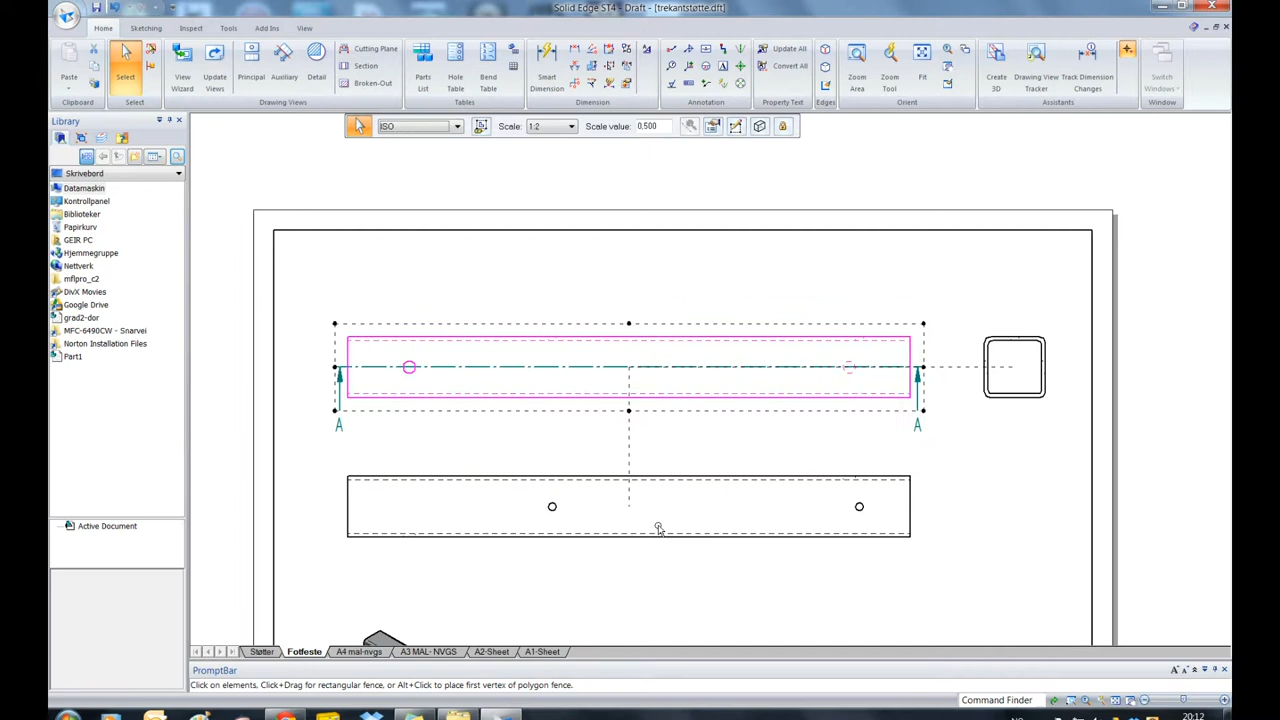 Solid Edge ST4 - Draft - [trekantstøtte.dft]
Home Sketching Inspect Tools Add Ins View
Paste
Clipboard
Select
Select
View Wizard
Update Views
Principal
Auxiliary
Detail
Cutting Plane
Section
Broken-Out
Drawing Views
Parts List
Hole Table
Bend Table
Tables
Smart Dimension
Dimension
Annotation
Update All
Convert All
Property Text
Edges
Zoom Area
Zoom Tool
Fit
Orient
Create 3D
Drawing View Tracker
Track Dimension Changes
Assistants
Switch Windows
Window
Library
ISO
Scale: 1:2
Scale value: 0,500
Skrivebord
Datamaskin
Kontrollpanel
Biblioteker
Papirkurv
GEIR PC
Hjemmegruppe
Nettverk
mflpro_c2
DivX Movies
Google Drive
grad2-dor
MFC-6490CW - Snarvei
Norton Installation Files
Part1
A A
Active Document
Støtter Fotfeste A4 mal-nvgs A3 MAL- NVGS A2-Sheet A1-Sheet
PromptBar
Click on elements, Click+Drag for rectangular fence, or Alt+Click to place first vertex of polygon fence.
Command Finder
NO 20:12